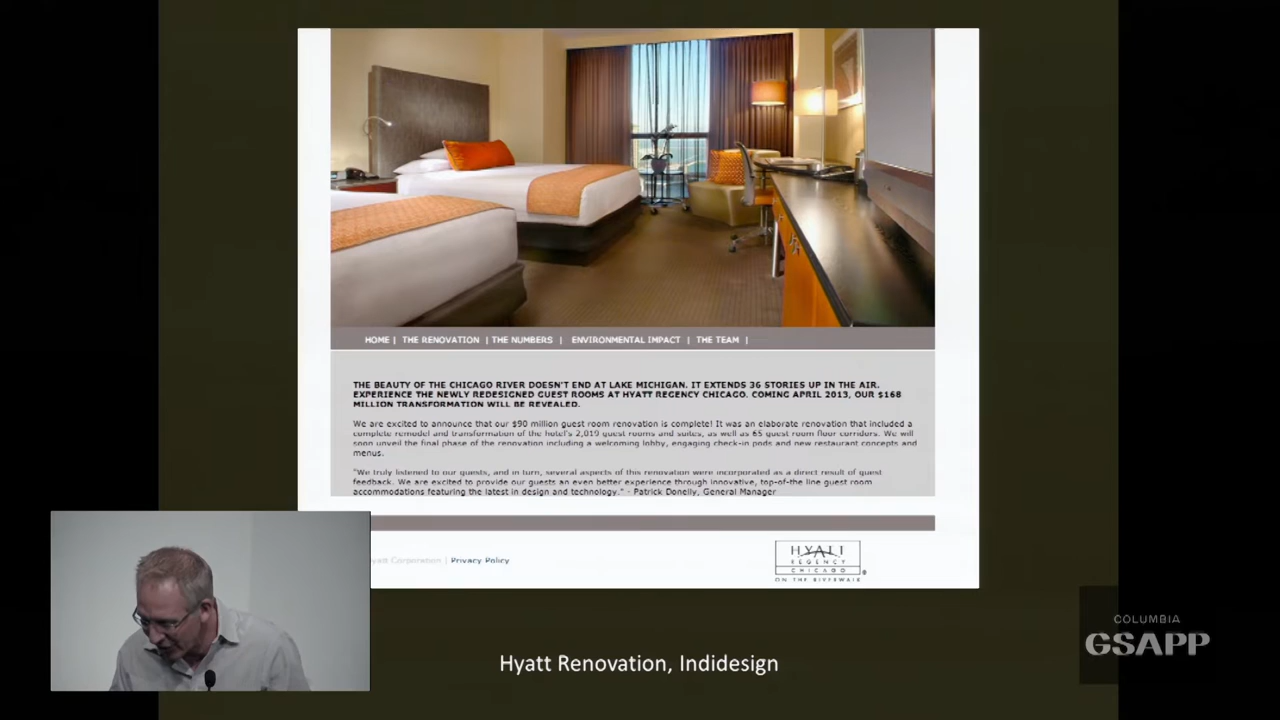 HOME | THE RENOVATION | THE NUMBERS | ENVIRONMENTAL IMPACT | THE TEAM |
THE BEAUTY OF THE CHICAGO RIVER DOESN'T END AT LAKE MICHIGAN. IT EXTENDS 36 STORIES UP IN THE AIR.
EXPERIENCE THE NEWLY REDESIGNED GUEST ROOMS AT HYATT REGENCY CHICAGO. COMING APRIL 2013, OUR $168
MILLION TRANSFORMATION WILL BE REVEALED.
We are excited to announce that our $90 million guest room renovation is complete! It was an elaborate renovation that included a
complete remodel and transformation of the hotel's 2,019 guest rooms and suites, as well as 65 guest room floor corridors. We will
soon unveil the final phase of the renovation including a welcoming lobby, engaging check-in pods and new restaurant concepts and
menus.
"We truly listened to our guests, and in turn, several aspects of this renovation were incorporated as a direct result of guest
feedback. We are excited to provide our guests an even better experience through innovative, top-of-the line guest room
accommodations featuring the latest in design and technology." - Patrick Donelly, General Manager
yatt Corporation | Privacy Policy
HYATT
REGENCY
CHICAGO
®
ON THE RIVERWALK
COLUMBIA
GSAPP
Hyatt Renovation, Indidesign